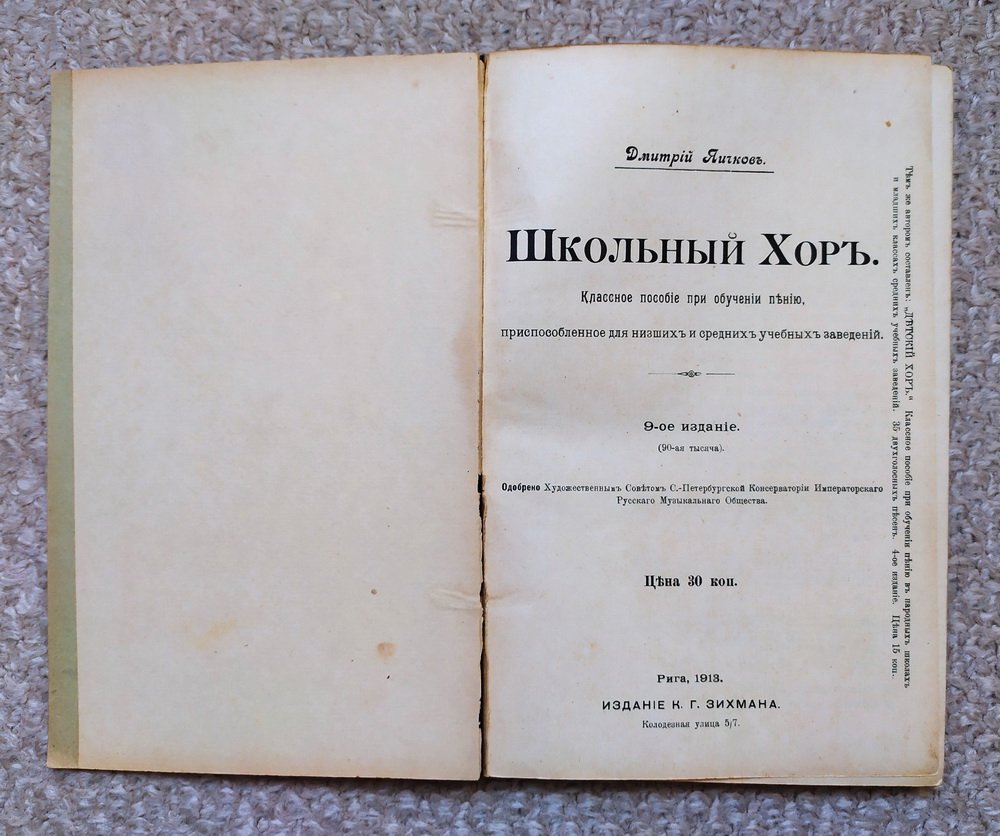 Дмитрій Яичковъ.
Школьный Хоръ.
Классное пособіе при обученіи пѣнію,
приспособленное для низшихъ и среднихъ учебныхъ заведеній.
9-ое изданіе.
(90-ая тысяча).
Одобрено Художественнымъ Совѣтомъ С.-Петербургской Консерваторіи Императорскаго
Русскаго Музыкальнаго Общества.
Цѣна 30 коп.
Рига, 1913.
ИЗДАНІЕ К. Г. ЗИХМАНА.
Колодезная улица 5/7.
Тѣмъ же авторомъ составленъ: „ДѢТСКІЙ ХОРЪ.“ Классное пособіе при обученіи пѣнію въ народныхъ школахъ
и младшихъ классахъ среднихъ учебныхъ заведеній. 35 двухголосныхъ пѣсенъ. 4-ое изданіе. Цѣна 15 коп.